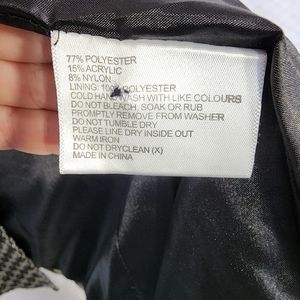 77% POLYESTER
15% ACRYLIC
8% NYLON
LINING: 100% POLYESTER
COLD HAND WASH WITH LIKE COLOURS
DO NOT BLEACH, SOAK OR RUB
PROMPTLY REMOVE FROM WASHER
DO NOT TUMBLE DRY
PLEASE LINE DRY INSIDE OUT
WARM IRON
DO NOT DRYCLEAN (X)
MADE IN CHINA